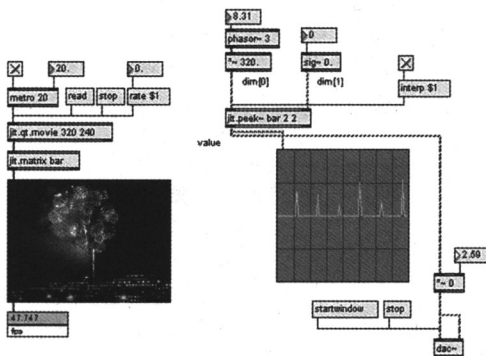 20.
0.
metro 20
read
stop
rate $1
jit.qt.movie 320 240
jit.matrix bar
47.747
fps
8.31
phasor~ 3
*~ 320.
0
sig~ 0.
dim[0]
dim[1]
interp $1
jit.peek~ bar 2 2
value
2.59
*~ 0
startwindow
stop
dac~